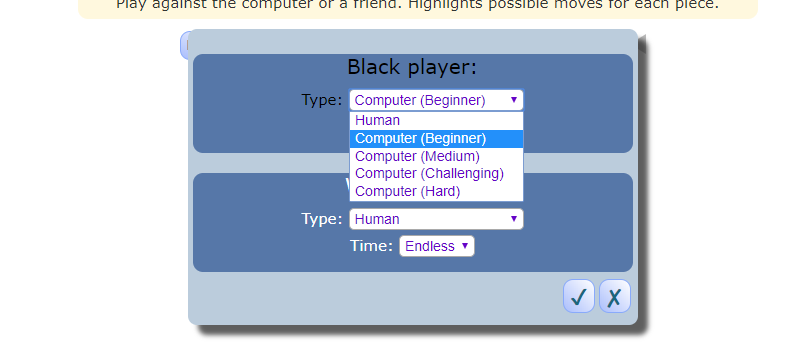 Play against the computer or a friend. Highlights possible moves for each piece.
Black player:
Type: Computer (Beginner)
Human
Computer (Beginner)
Computer (Medium)
Computer (Challenging)
Computer (Hard)
Type: Human
Time: Endless
✓ ✗